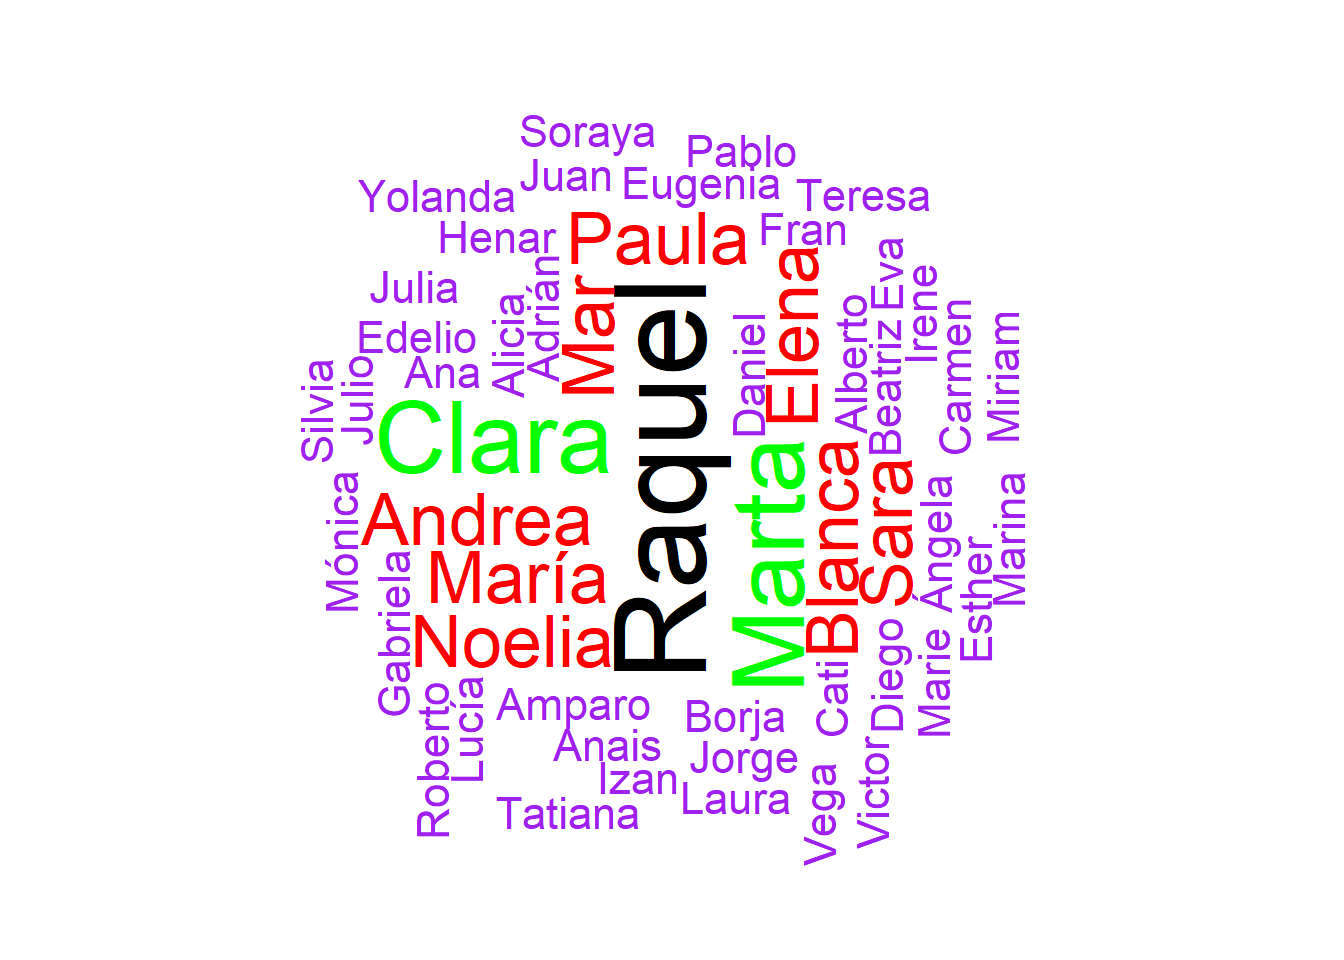 Soraya
Pablo
Juan
Eugenia
Yolanda
Teresa
Henar
Paula
Fran
Julia
Alicia
Adrián
Mar
Raquel
Elena
Eva
Irene
Edelio
Ana
Daniel
Alberto
Beatriz
Carmen
Miriam
Silvia
Julio
Clara
Marta
Blanca
Sara
Mónica
Andrea
María
Noelia
Ángela
Marina
Esther
Gabriela
Roberto
Lucía
Amparo
Borja
Cati
Diego
Marie
Anais
Jorge
Izan
Laura
Tatiana
Vega
Victor